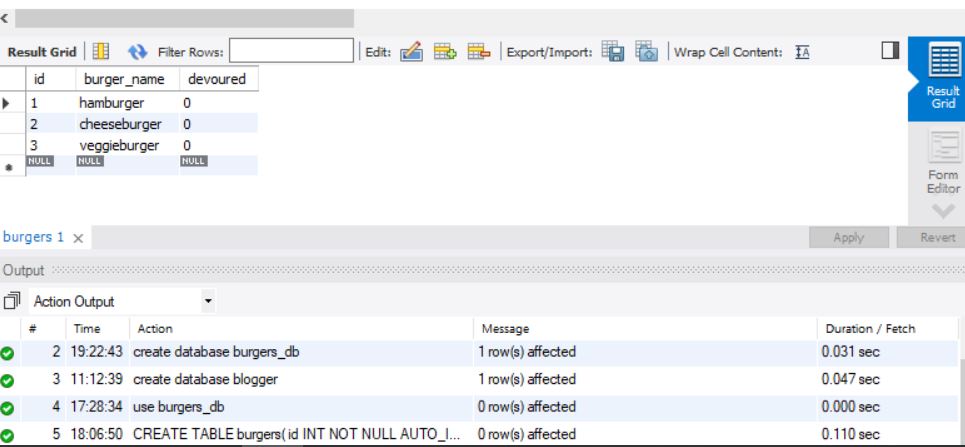 Result Grid Filter Rows: Edit: Export/Import: Wrap Cell Content: IA
id burger_name devoured
1 hamburger 0
2 cheeseburger 0
3 veggieburger 0
NULL NULL NULL
Result
Grid
Form
Editor
burgers 1 Apply Revert
Output
Action Output
# Time Action Message Duration / Fetch
2 19:22:43 create database burgers_db 1 row(s) affected 0.031 sec
3 11:12:39 create database blogger 1 row(s) affected 0.047 sec
4 17:28:34 use burgers_db 0 row(s) affected 0.000 sec
5 18:06:50 CREATE TABLE burgers( id INT NOT NULL AUTO_I... 0 row(s) affected 0.110 sec